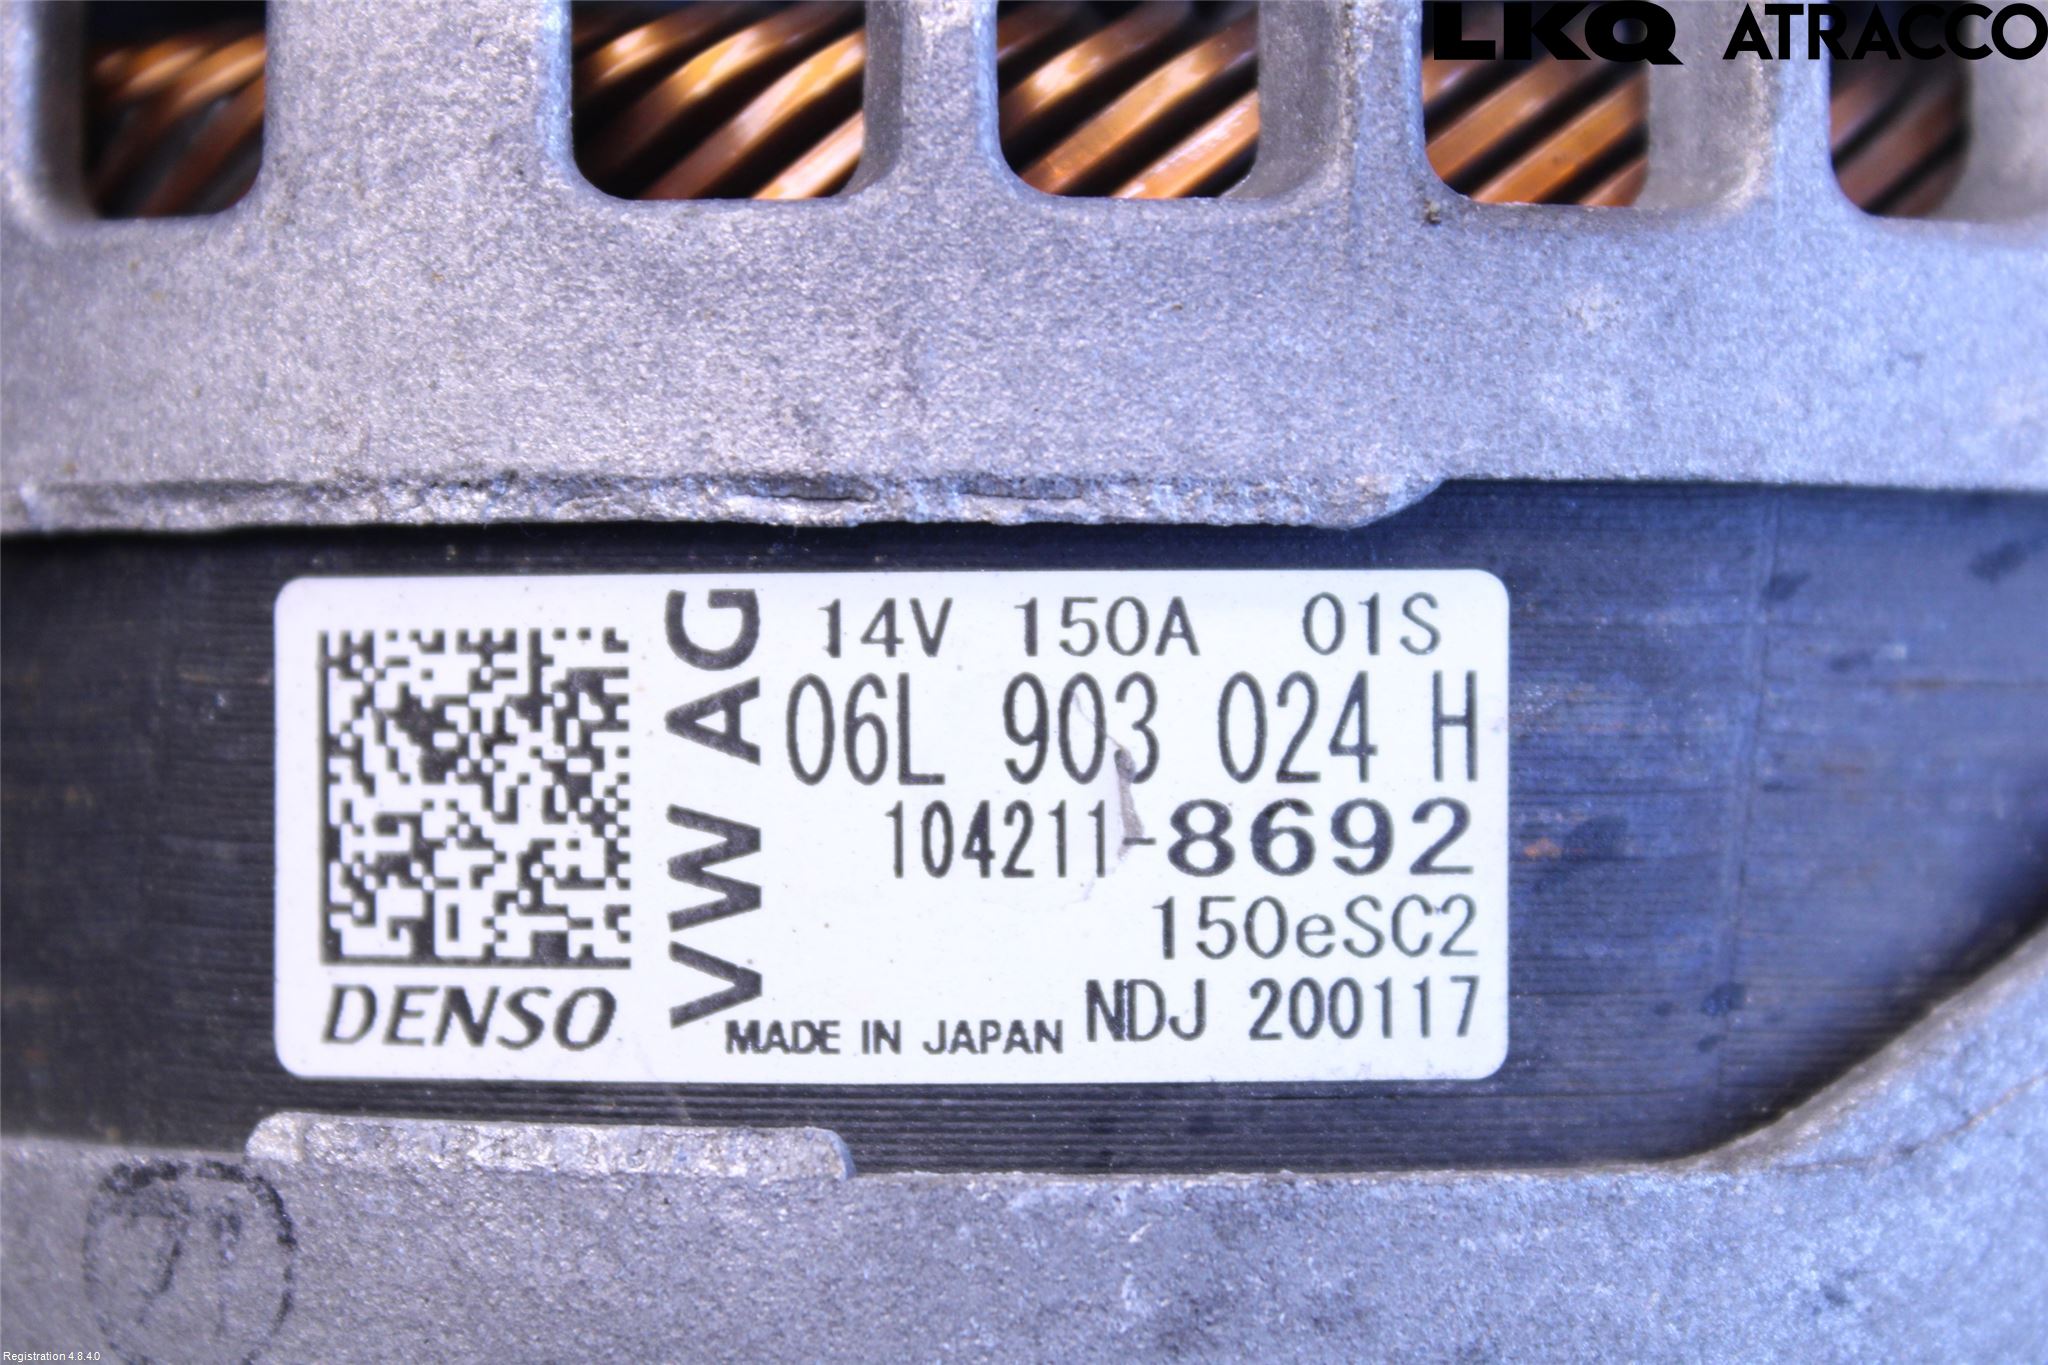 LKQ ATRACCO
VW AG
14V 150A 01S
06L 903 024 H
104211-8692
150eSC2
NDJ 200117
DENSO
MADE IN JAPAN
Registration 4.8.4.0